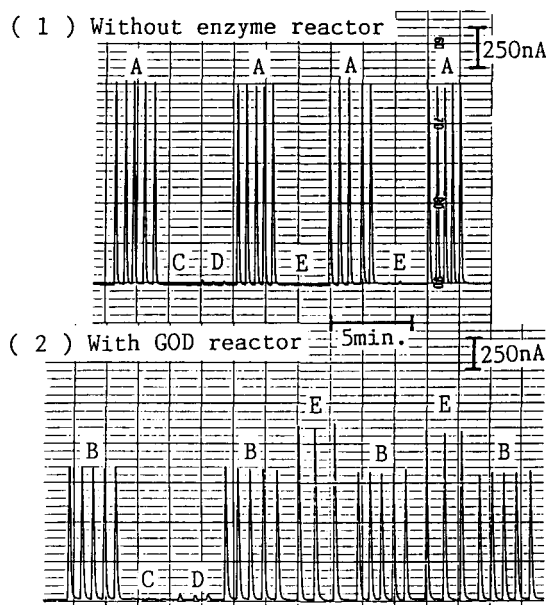 ( 1 ) Without enzyme reactor
250nA
A A A A
C D E E
( 2 ) With GOD reactor
5min.
250nA
E E
B B B B
C D